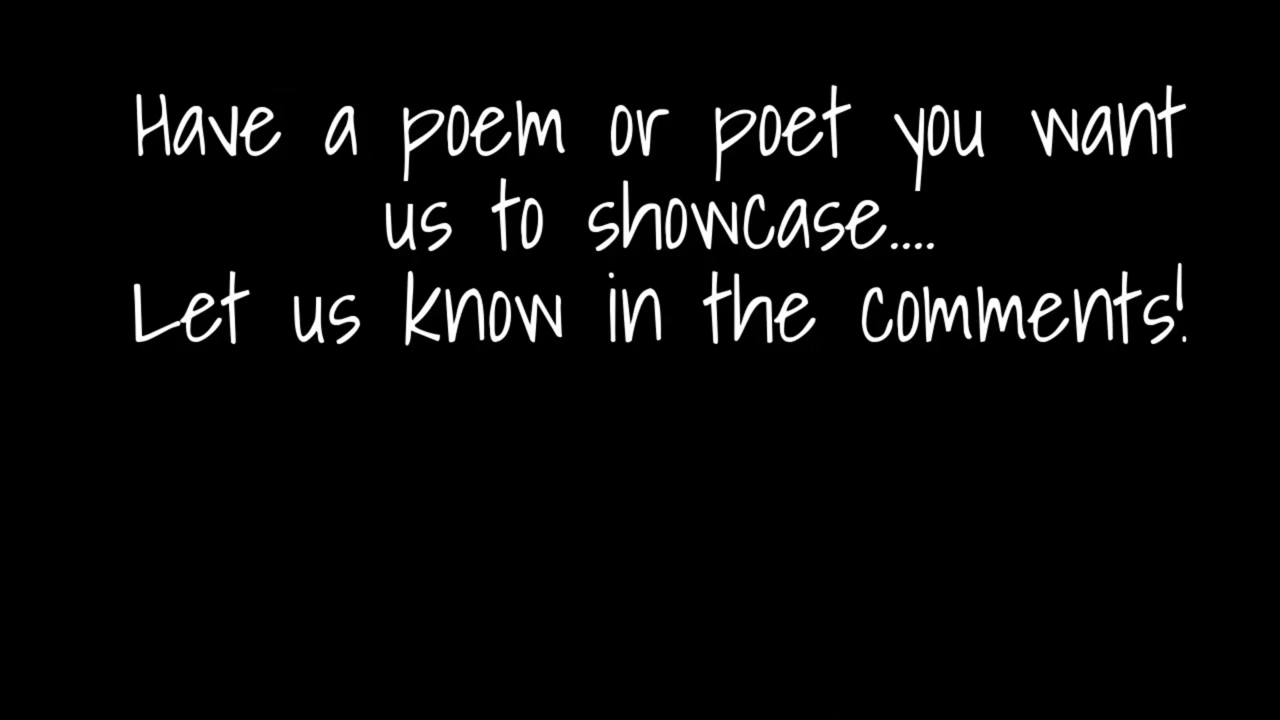 Have a poem or poet you want
us to showcase....
Let us know in the comments!